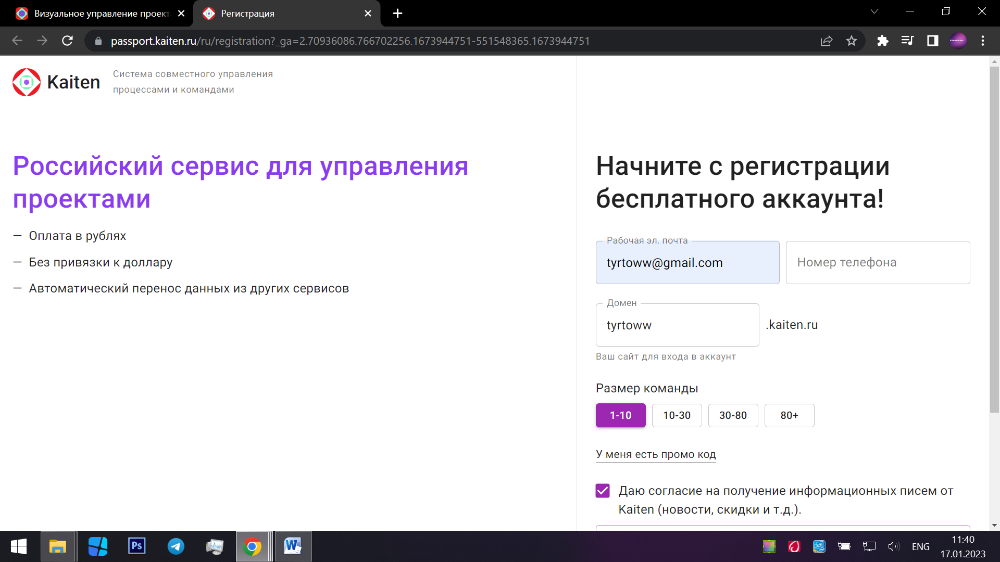 Визуальное управление проект
Регистрация
passport.kaiten.ru/ru/registration?_ga=2.70936086.766702256.1673944751-551548365.1673944751
Kaiten
Система совместного управления
процессами и командами
Российский сервис для управления
проектами
— Оплата в рублях
— Без привязки к доллару
— Автоматический перенос данных из других сервисов
Начните с регистрации
бесплатного аккаунта!
Рабочая эл. почта
tyrtoww@gmail.com
Номер телефона
Домен
tyrtoww
.kaiten.ru
Ваш сайт для входа в аккаунт
Размер команды
1-10 10-30 30-80 80+
У меня есть промо код
Даю согласие на получение информационных писем от
Kaiten (новости, скидки и т.д.).
Ps
W
ENG
11:40
17.01.2023